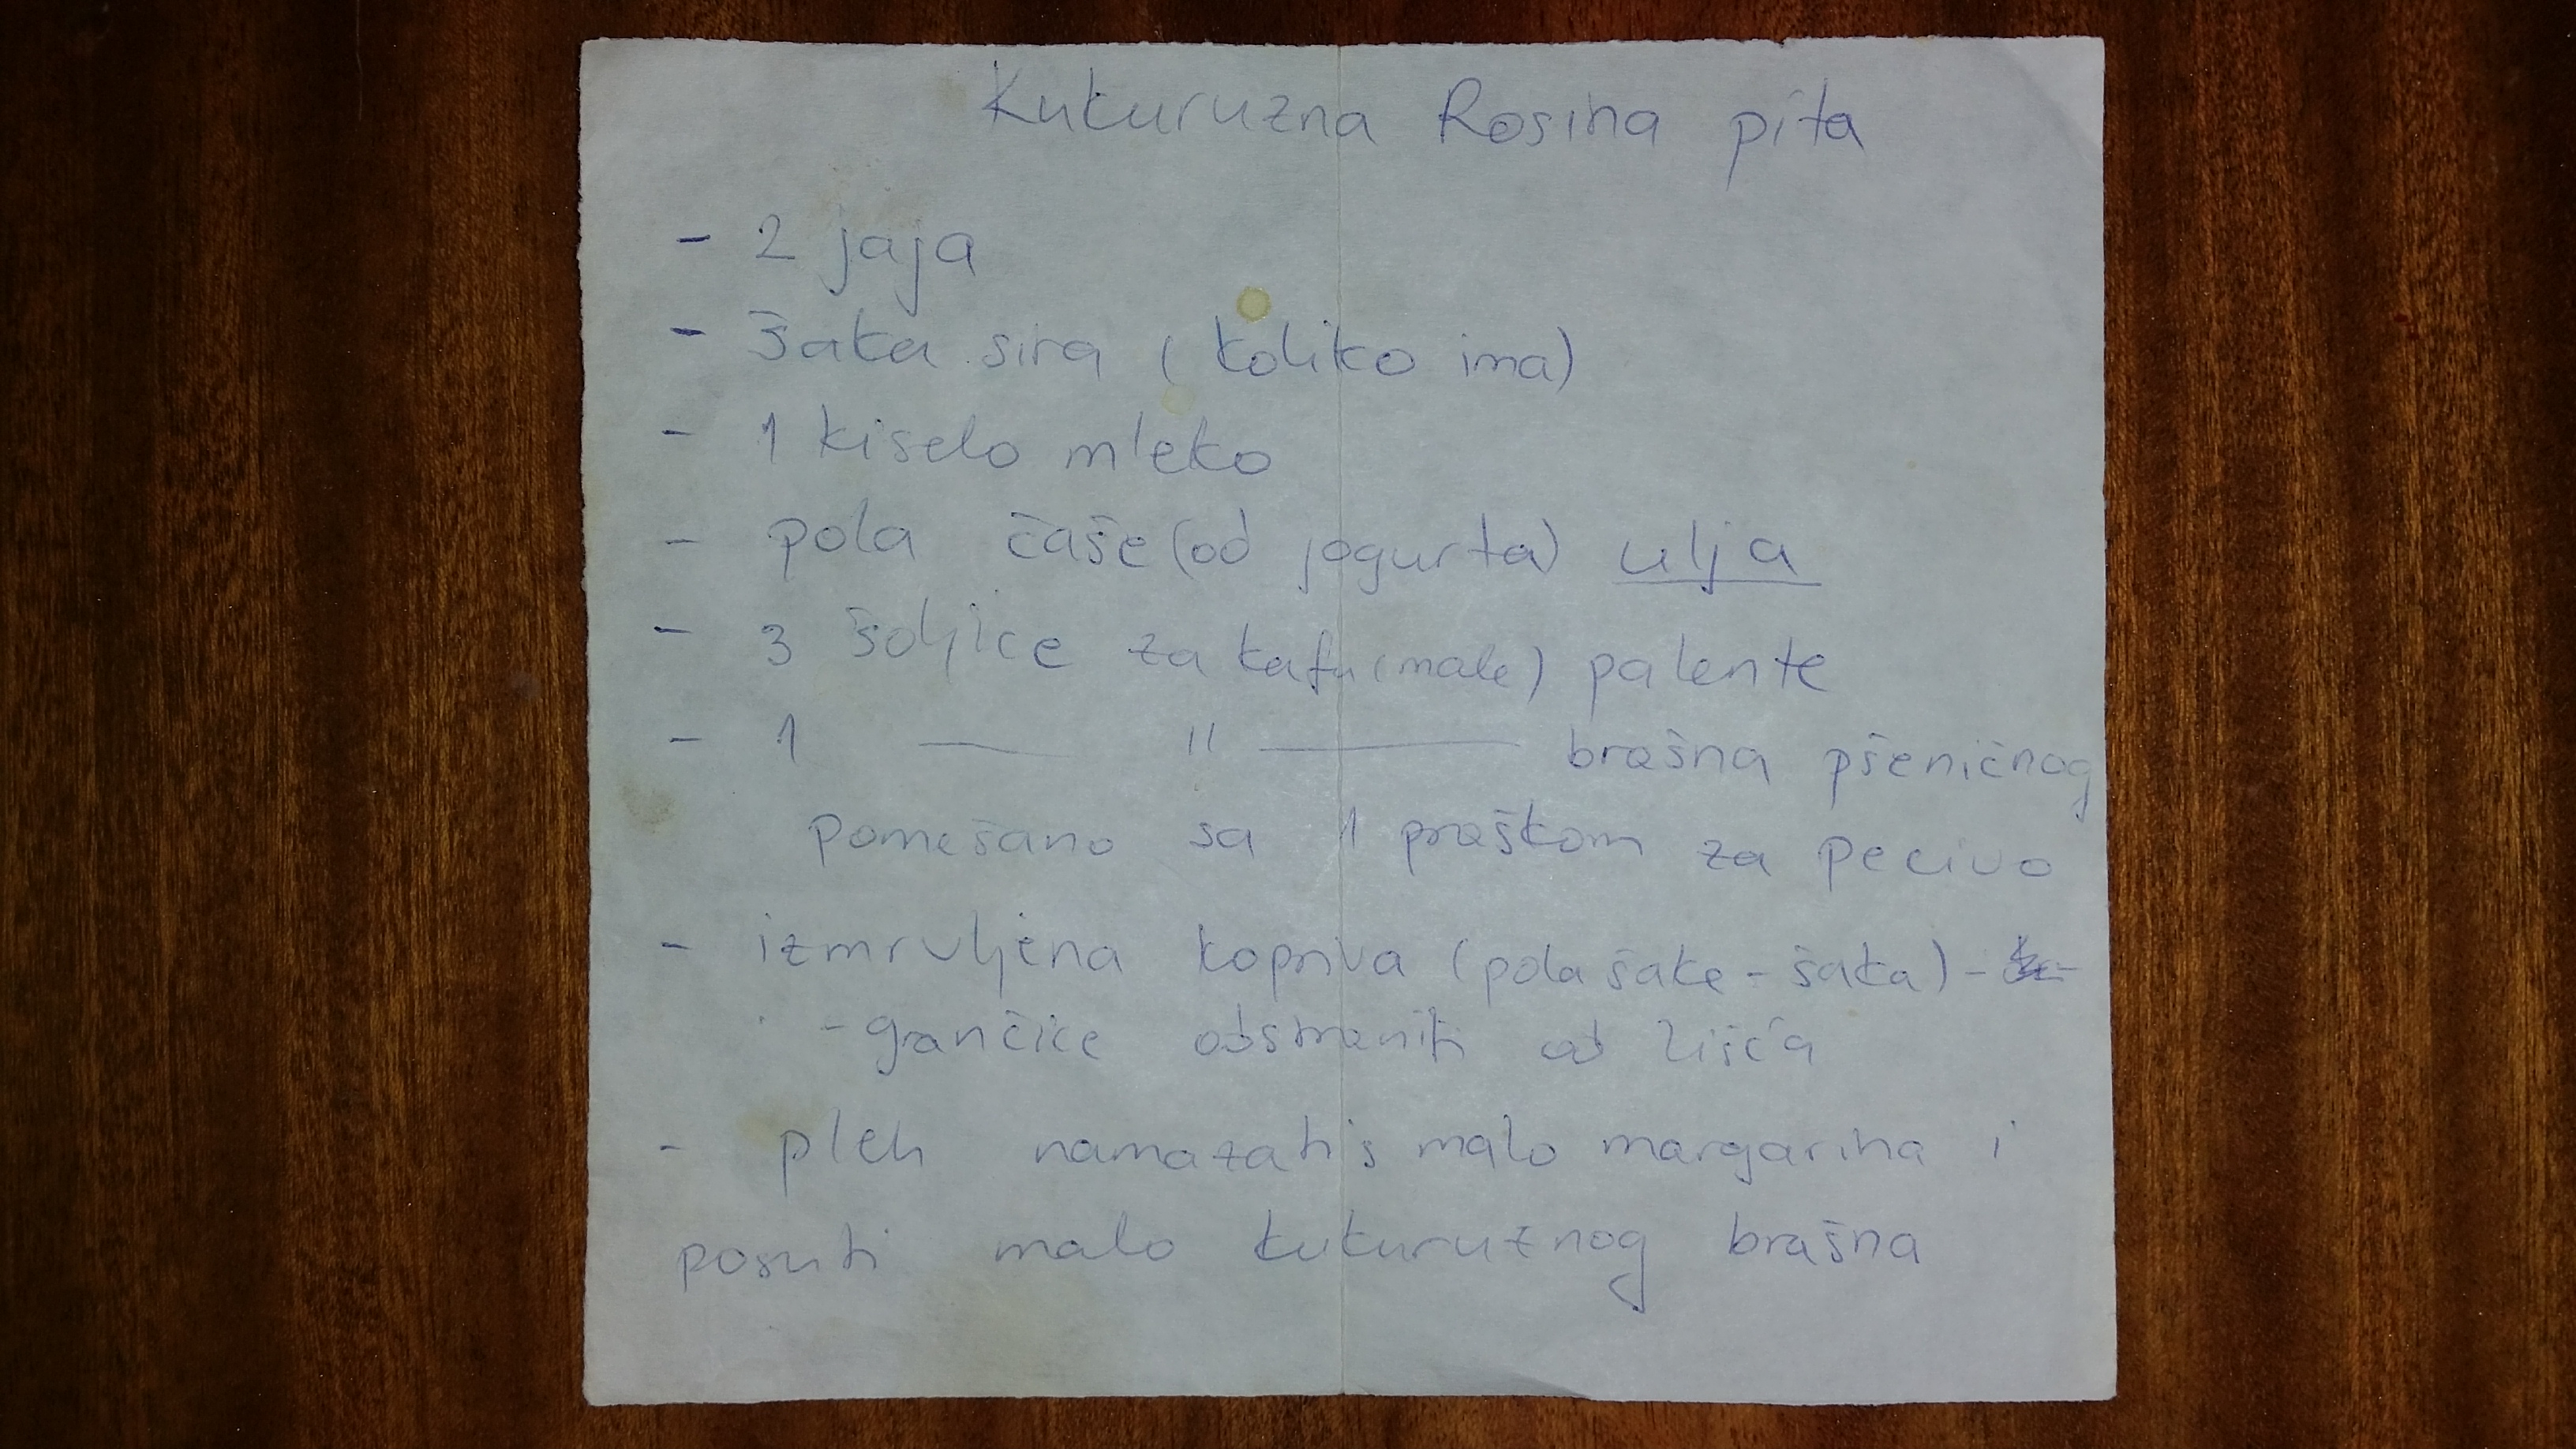 Kukuruzna Rosina pita
- 2 jaja
- šaka sira (koliko ima)
- 1 kiselo mleko
- pola čaše (od jogurta) ulja
- 3 šoljice za kafu (male) palente
- 1 — 11 — brašna pšeničnog
pomešano sa 1 praškom za pecivo
- izmrvljena kopriva (pola šake - šaka) -
- grančice odstraniti od lišća
- pleh namazati s malo margarina i
posuti malo kukuruznog brašna